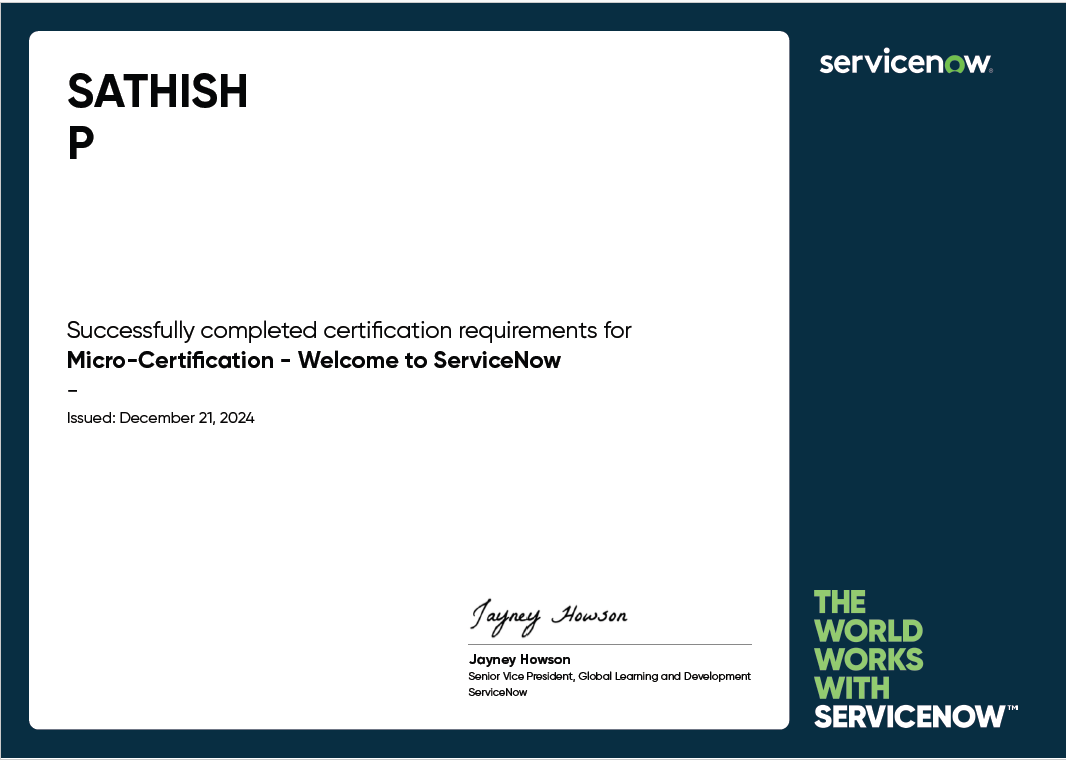 SATHISH
P
Successfully completed certification requirements for
Micro-Certification - Welcome to ServiceNow
–
Issued: December 21, 2024
Jayney Howson
Jayney Howson
Senior Vice President, Global Learning and Development
ServiceNow
servicenow®
THE
WORLD
WORKS
WITH
SERVICENOW™